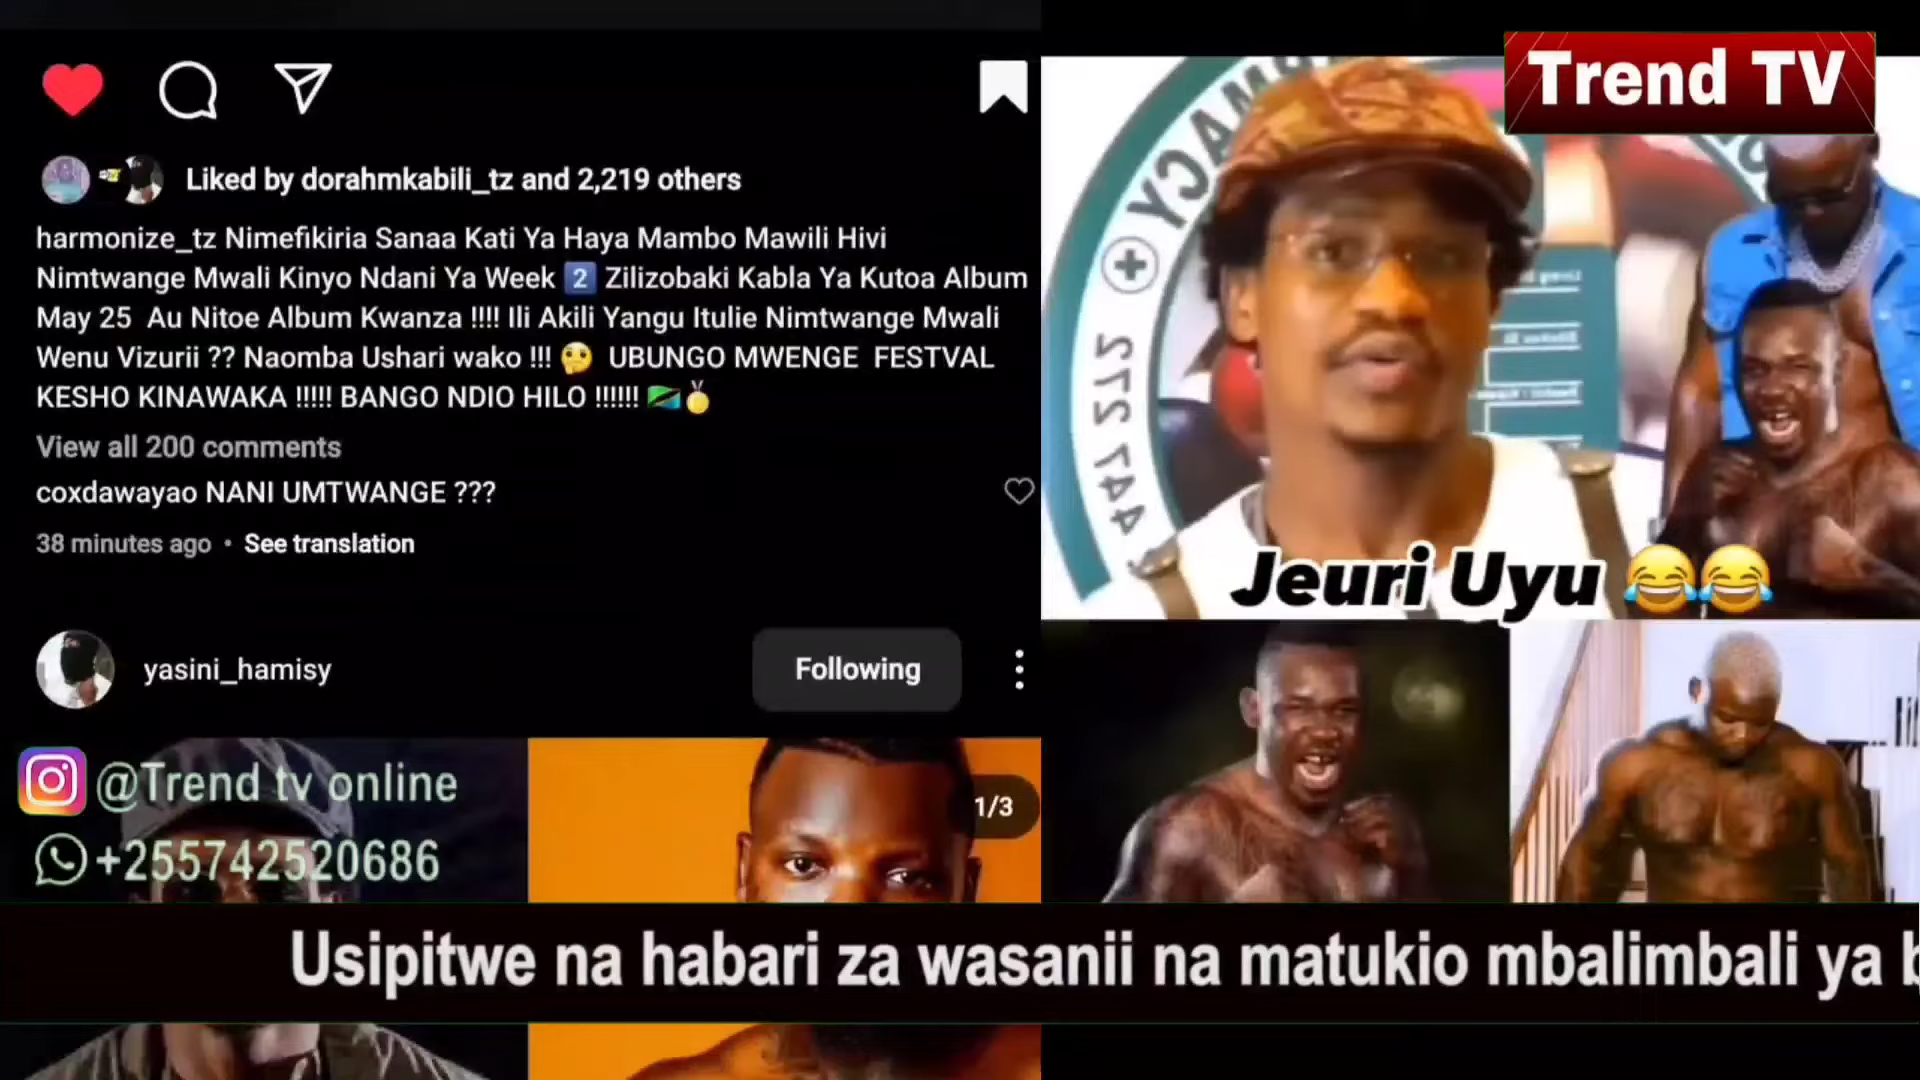 Trend TV
Liked by dorahmkabili_tz and 2,219 others
harmonize_tz Nimefikiria Sanaa Kati Ya Haya Mambo Mawili Hivi
Nimtwange Mwali Kinyo Ndani Ya Week 2️⃣ Zilizobaki Kabla Ya Kutoa Album
May 25 Au Nitoe Album Kwanza !!!! Ili Akili Yangu Itulie Nimtwange Mwali
Wenu Vizurii ?? Naomba Ushari wako !!! 🤔 UBUNGO MWENGE FESTVAL
KESHO KINAWAKA !!!!! BANGO NDIO HILO !!!!!! 🇹🇿🏅
View all 200 comments
coxdawayao NANI UMTWANGE ???
38 minutes ago • See translation
yasini_hamisy
Following
1/3
@Trend tv online
+255742520686
MACY
272 744
Jeuri Uyu 😂😂
Usipitwe na habari za wasanii na matukio mbalimbali ya b